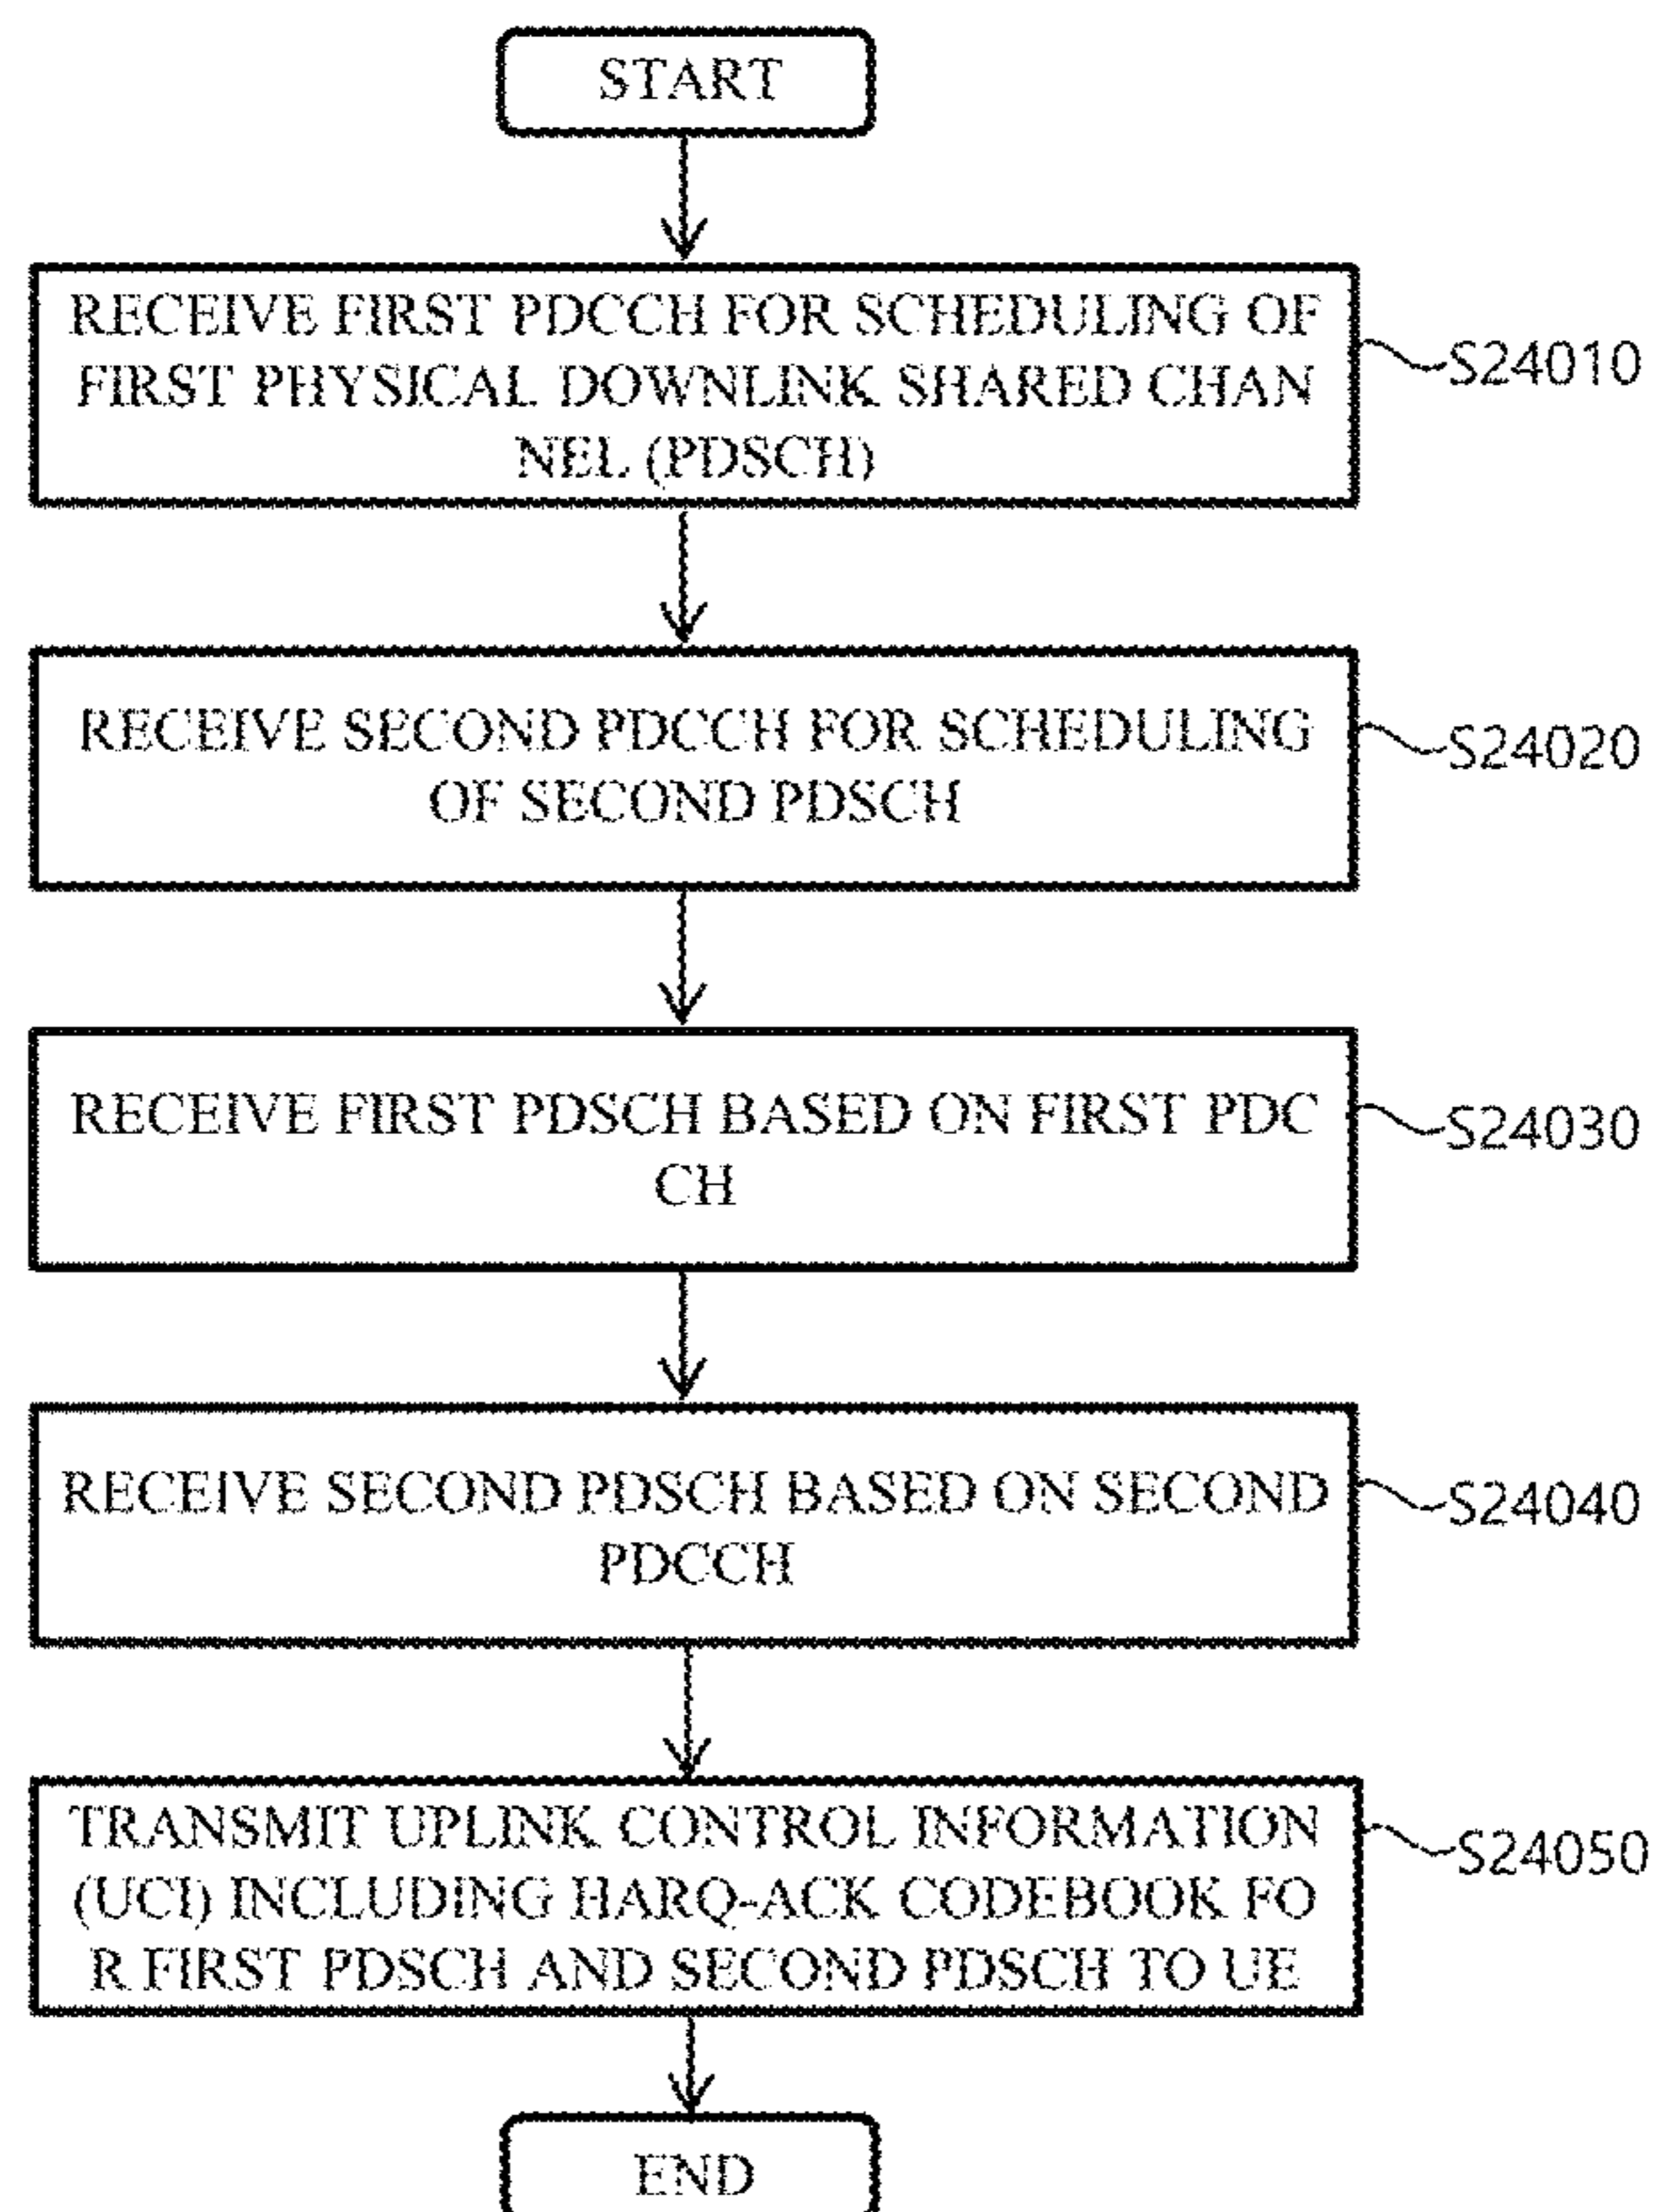 START
RECEIVE FIRST PDCCH FOR SCHEDULING OF
FIRST PHYSICAL DOWNLINK SHARED CHAN
NEL (PDSCH)
S24010
RECEIVE SECOND PDCCH FOR SCHEDULING
OF SECOND PDSCH
S24020
RECEIVE FIRST PDSCH BASED ON FIRST PDC
CH
S24030
RECEIVE SECOND PDSCH BASED ON SECOND
PDCCH
S24040
TRANSMIT UPLINK CONTROL INFORMATION
(UCI) INCLUDING HARQ-ACK CODEBOOK FO
R FIRST PDSCH AND SECOND PDSCH TO UE
S24050
END